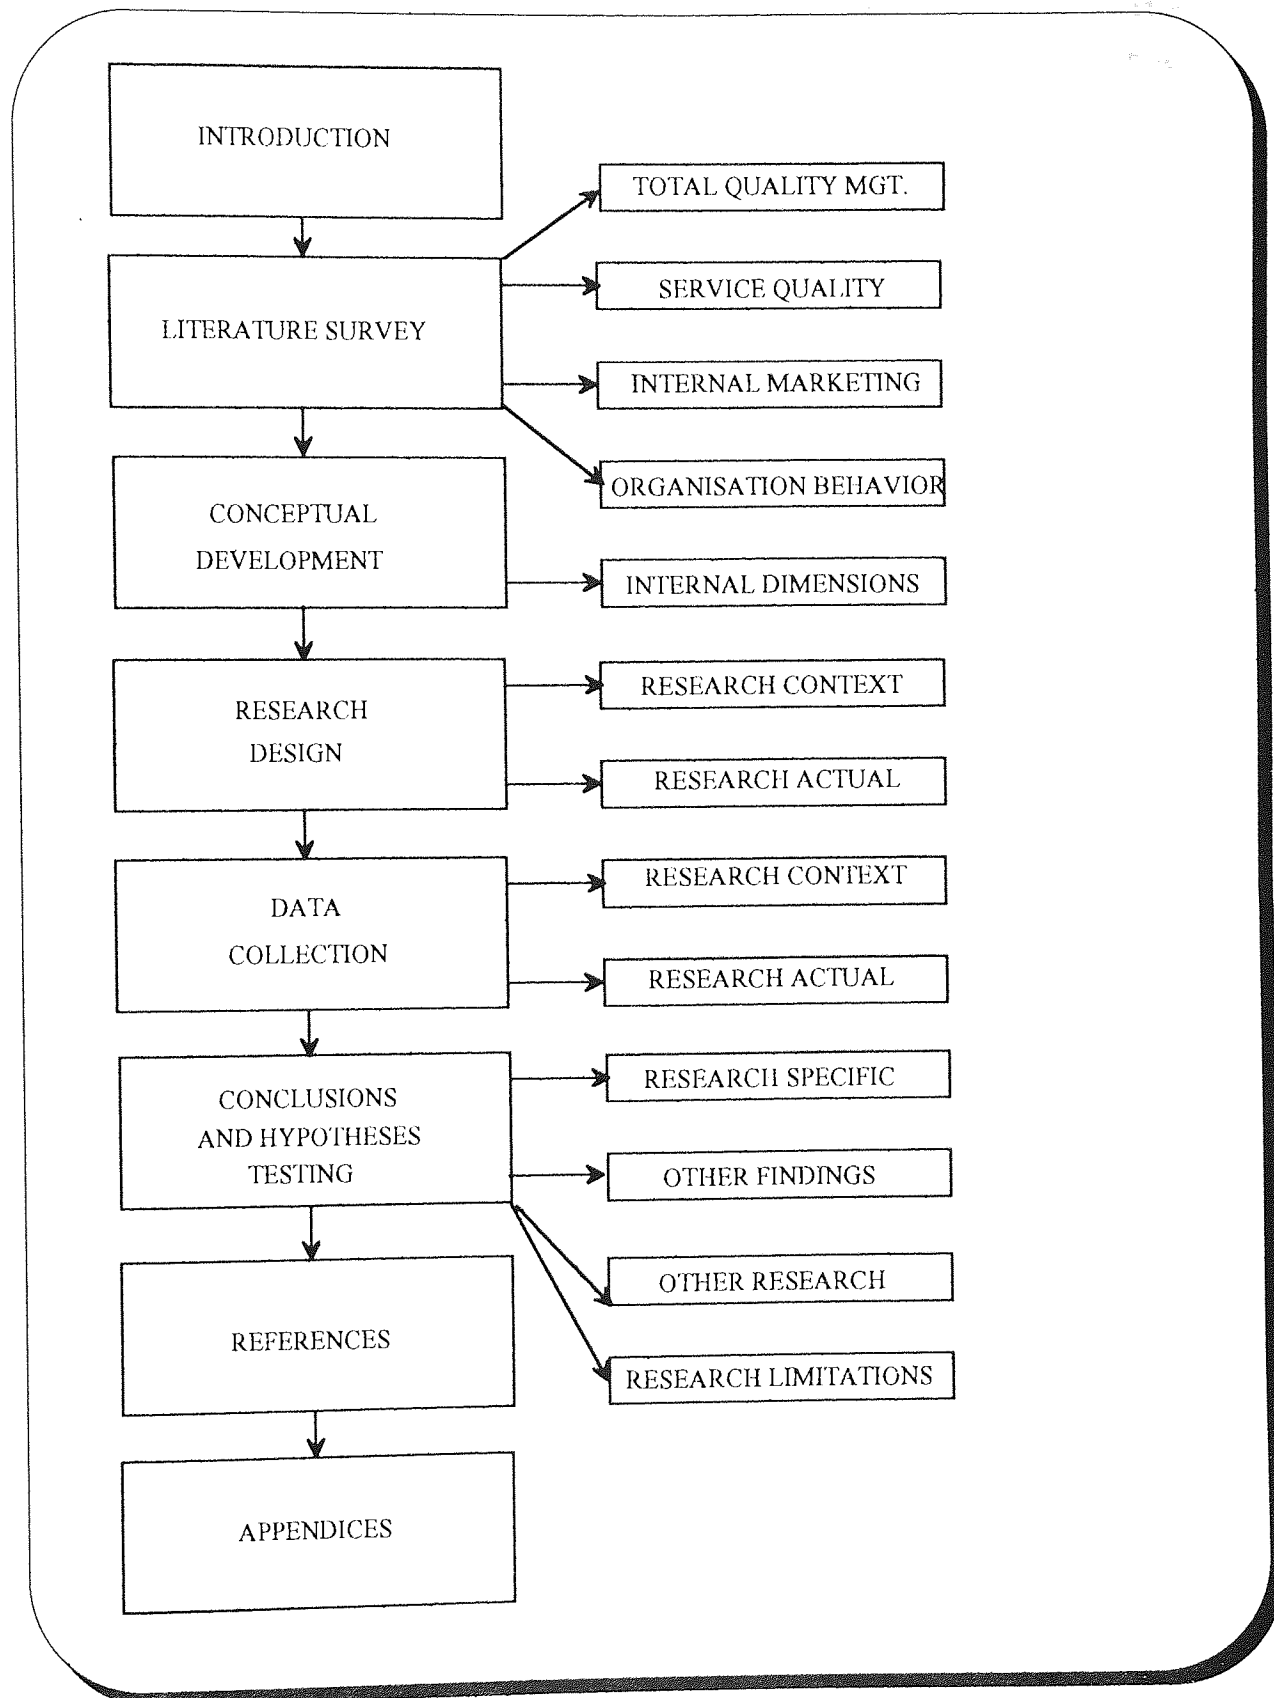 INTRODUCTION
TOTAL QUALITY MGT.
SERVICE QUALITY
LITERATURE SURVEY
INTERNAL MARKETING
ORGANISATION BEHAVIOR
CONCEPTUAL
DEVELOPMENT
INTERNAL DIMENSIONS
RESEARCH
DESIGN
RESEARCH CONTEXT
RESEARCH ACTUAL
DATA
COLLECTION
RESEARCH CONTEXT
RESEARCH ACTUAL
CONCLUSIONS
AND HYPOTHESES
TESTING
RESEARCH SPECIFIC
OTHER FINDINGS
OTHER RESEARCH
RESEARCH LIMITATIONS
REFERENCES
APPENDICES